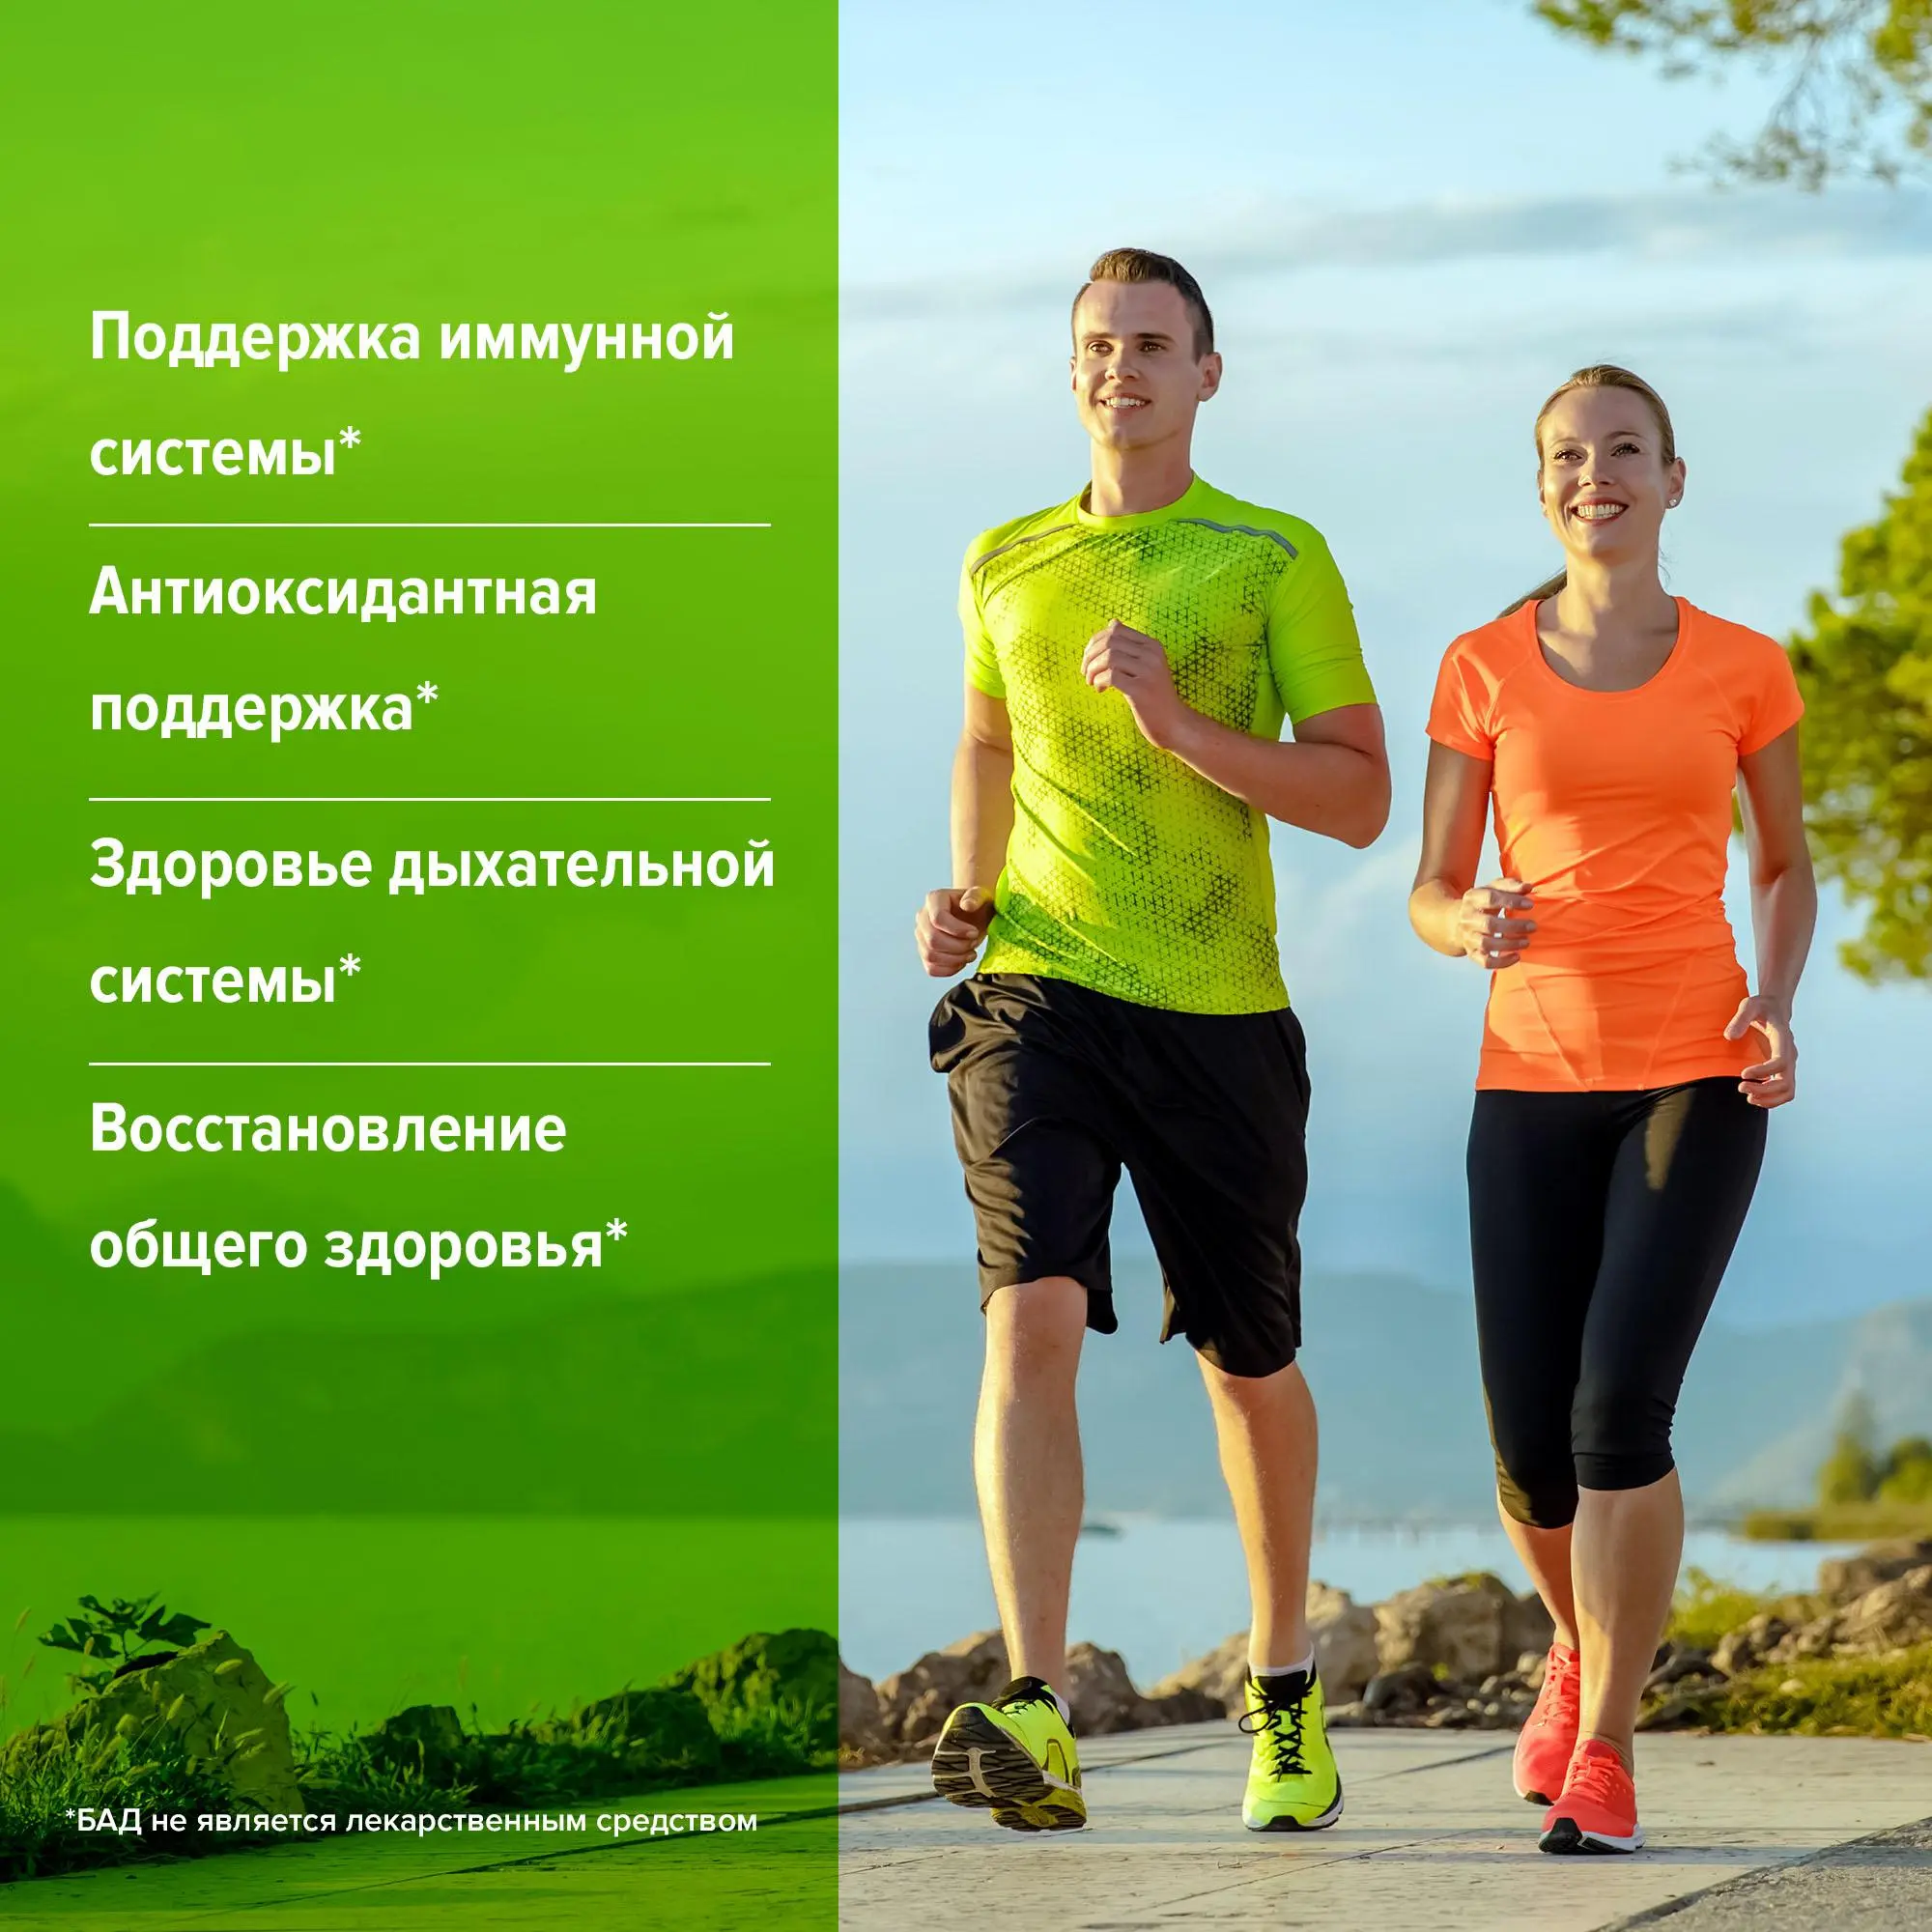 Поддержка иммунной
системы*
Антиоксидантная
поддержка*
Здоровье дыхательной
системы*
Восстановление
общего здоровья*
*БАД не является лекарственным средством